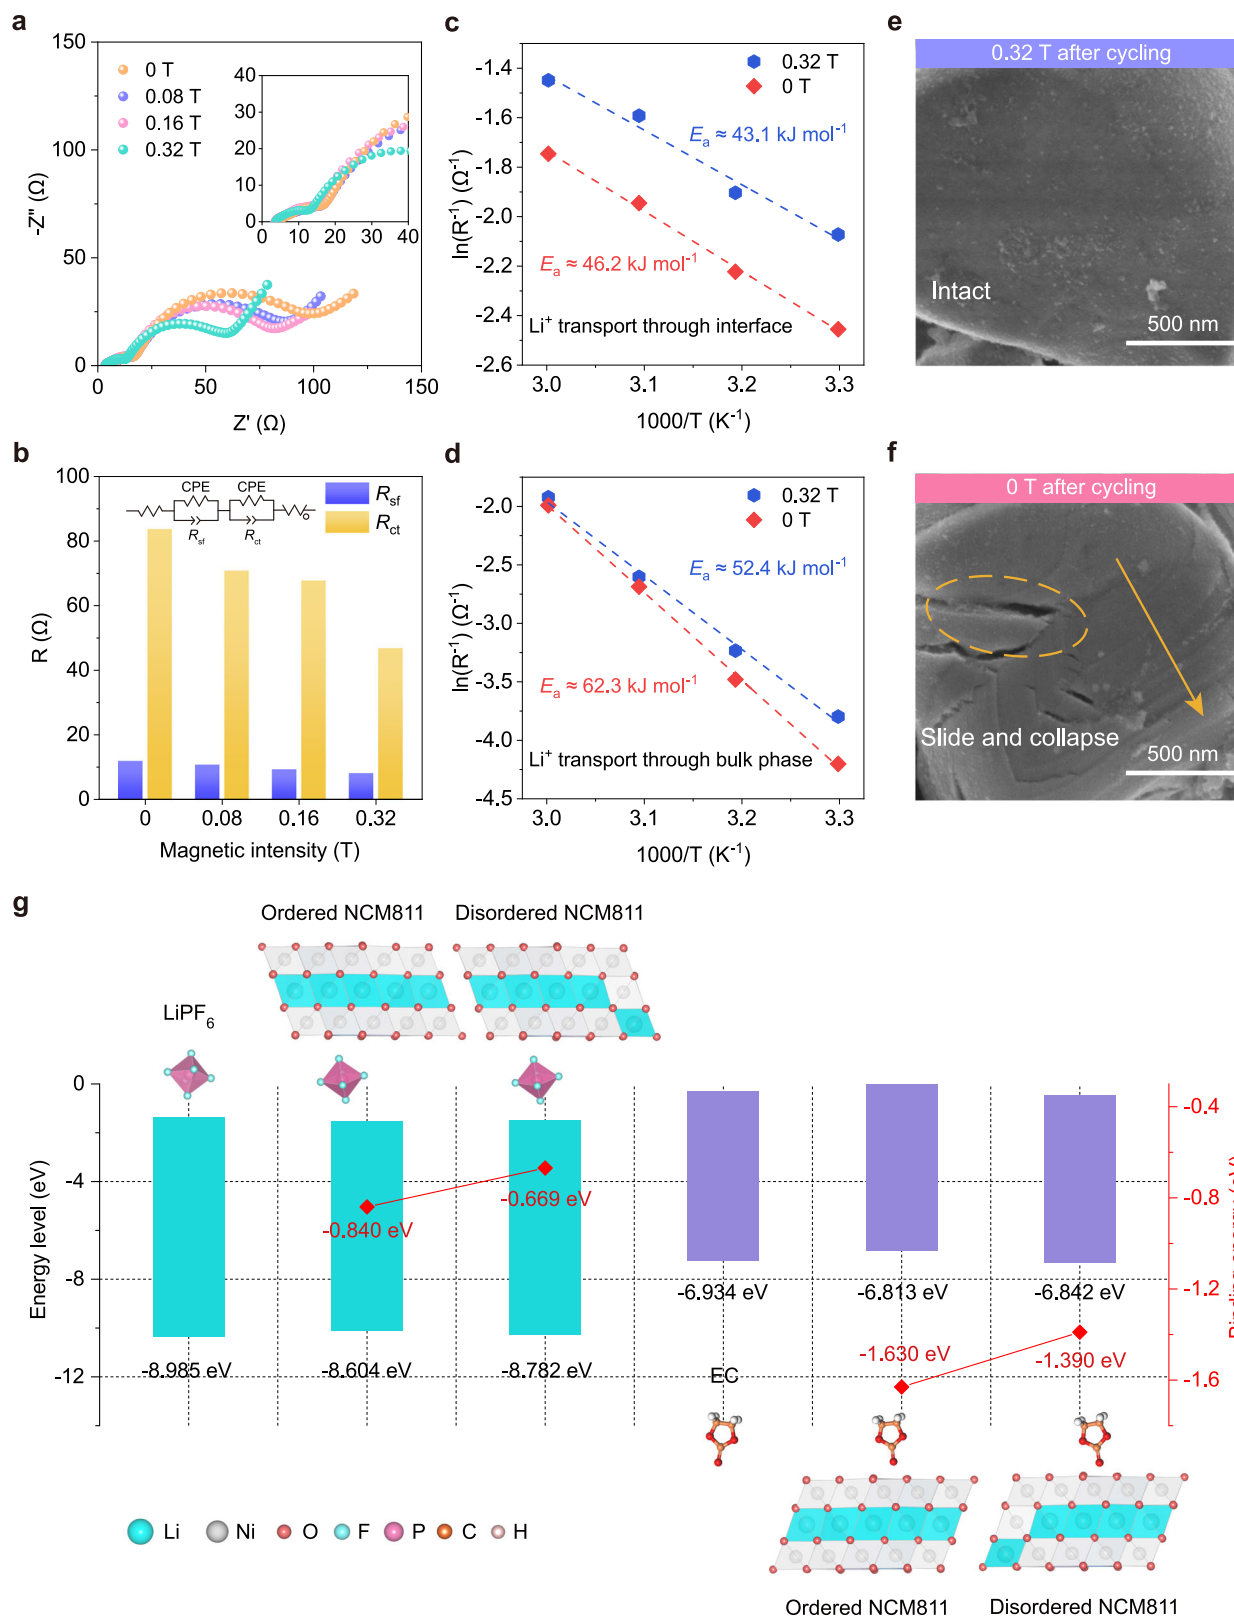 a
150
100
50
0
-Z" (Ω)
0 T
0.08 T
0.16 T
0.32 T
40
30
20
10
0
0 10 20 30 40
0 50 100 150
Z' (Ω)
b
100
80
60
40
20
0
R (Ω)
CPE CPE
Rsf Rct
Rsf
Rct
0 0.08 0.16 0.32
Magnetic intensity (T)
c
-1.4
-1.6
-1.8
-2.0
-2.2
-2.4
-2.6
ln(R⁻¹) (Ω⁻¹)
0.32 T
0 T
Eₐ ≈ 43.1 kJ mol⁻¹
Eₐ ≈ 46.2 kJ mol⁻¹
Li⁺ transport through interface
3.0 3.1 3.2 3.3
1000/T (K⁻¹)
d
-2.0
-2.5
-3.0
-3.5
-4.0
-4.5
ln(R⁻¹) (Ω⁻¹)
0.32 T
0 T
Eₐ ≈ 52.4 kJ mol⁻¹
Eₐ ≈ 62.3 kJ mol⁻¹
Li⁺ transport through bulk phase
3.0 3.1 3.2 3.3
1000/T (K⁻¹)
e
0.32 T after cycling
Intact
500 nm
f
0 T after cycling
Slide and collapse
500 nm
g
Ordered NCM811
Disordered NCM811
LiPF₆
0
-4
-8
-12
Energy level (eV)
-0.840 eV
-0.669 eV
-8.985 eV
-8.604 eV
-8.782 eV
-6.934 eV
-6.813 eV
-6.842 eV
-1.630 eV
-1.390 eV
EC
-0.4
-0.8
-1.2
-1.6
Li Ni O F P C H
Ordered NCM811
Disordered NCM811